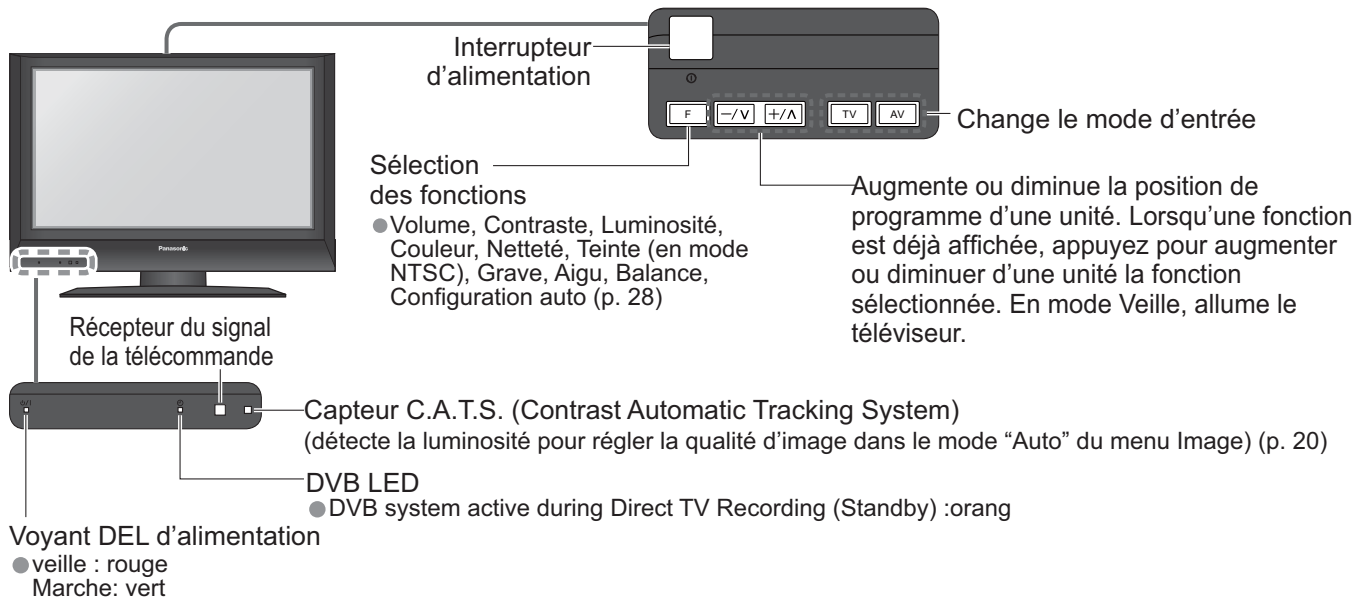 Interrupteur
d'alimentation
F
−/∨
+/∧
TV
AV
Change le mode d'entrée
Sélection
des fonctions
●Volume, Contraste, Luminosité,
Couleur, Netteté, Teinte (en mode
NTSC), Grave, Aigu, Balance,
Configuration auto (p. 28)
Augmente ou diminue la position de
programme d'une unité. Lorsqu'une fonction
est déjà affichée, appuyez pour augmenter
ou diminuer d'une unité la fonction
sélectionnée. En mode Veille, allume le
téléviseur.
Panasonic
Récepteur du signal
de la télécommande
Capteur C.A.T.S. (Contrast Automatic Tracking System)
(détecte la luminosité pour régler la qualité d'image dans le mode “Auto” du menu Image) (p. 20)
DVB LED
●DVB system active during Direct TV Recording (Standby) :orang
Voyant DEL d'alimentation
●veille : rouge
Marche: vert